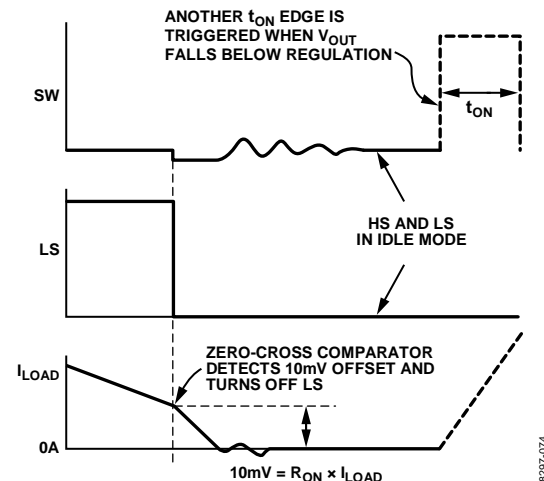 ANOTHER tON EDGE IS
TRIGGERED WHEN VOUT
FALLS BELOW REGULATION
SW
tON
HS AND LS
IN IDLE MODE
LS
ZERO-CROSS COMPARATOR
DETECTS 10mV OFFSET AND
TURNS OFF LS
ILOAD
0A
10mV = RON × ILOAD
8297-074